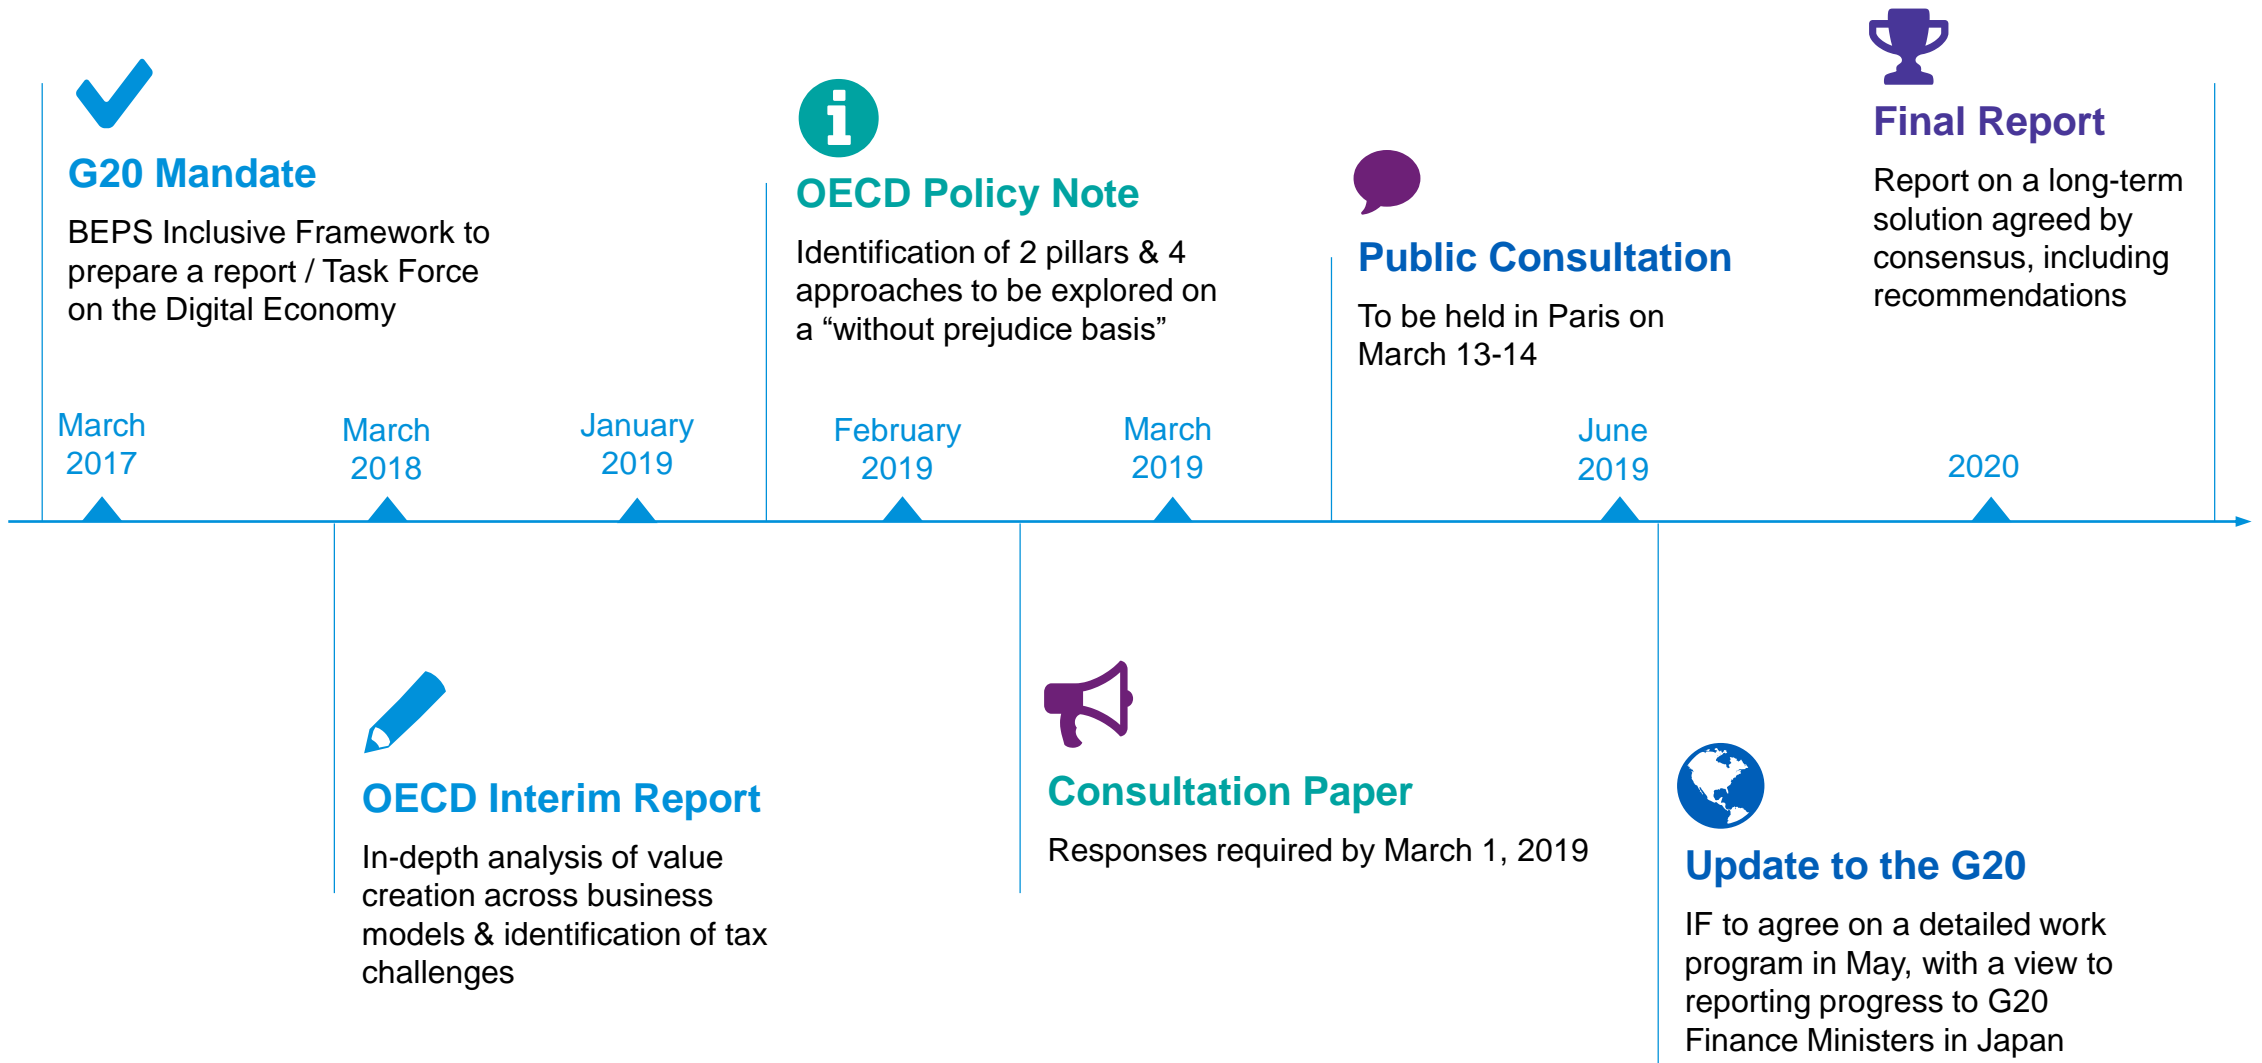 G20 Mandate
BEPS Inclusive Framework to
prepare a report / Task Force
on the Digital Economy
OECD Policy Note
Identification of 2 pillars & 4
approaches to be explored on
a “without prejudice basis”
Public Consultation
To be held in Paris on
March 13-14
Final Report
Report on a long-term
solution agreed by
consensus, including
recommendations
March
2017
March
2018
January
2019
February
2019
March
2019
June
2019
2020
OECD Interim Report
In-depth analysis of value
creation across business
models & identification of tax
challenges
Consultation Paper
Responses required by March 1, 2019
Update to the G20
IF to agree on a detailed work
program in May, with a view to
reporting progress to G20
Finance Ministers in Japan